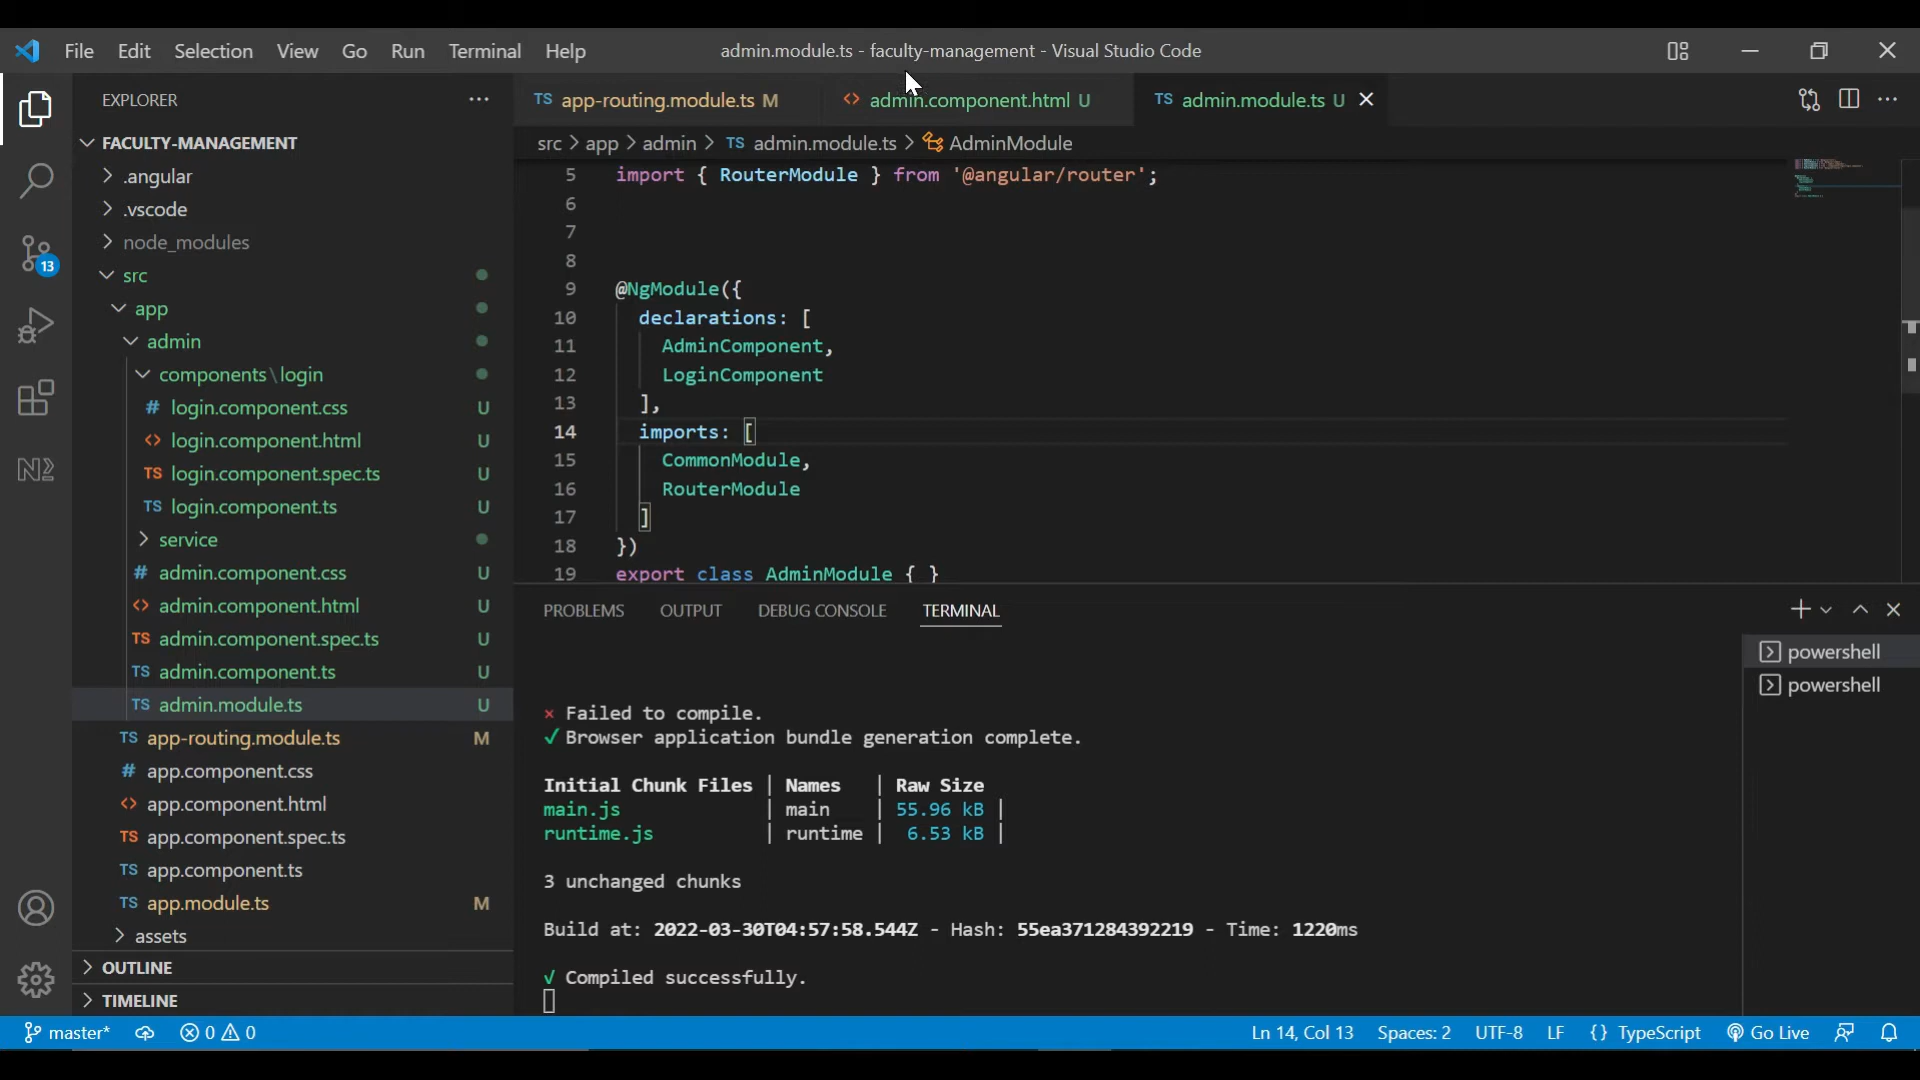 File Edit Selection View Go Run Terminal Help
admin.module.ts - faculty-management - Visual Studio Code
EXPLORER
FACULTY-MANAGEMENT
.angular
.vscode
node_modules
src
app
admin
components\login
# login.component.css U
<> login.component.html U
TS login.component.spec.ts U
TS login.component.ts U
service
# admin.component.css U
<> admin.component.html U
TS admin.component.spec.ts U
TS admin.component.ts U
TS admin.module.ts U
TS app-routing.module.ts M
# app.component.css
<> app.component.html
TS app.component.spec.ts
TS app.component.ts
TS app.module.ts M
assets
OUTLINE
TIMELINE
13
TS app-routing.module.ts M <> admin.component.html U TS admin.module.ts U
src > app > admin > TS admin.module.ts > AdminModule
5 import { RouterModule } from '@angular/router';
6
7
8
9 @NgModule({
10 declarations: [
11 AdminComponent,
12 LoginComponent
13 ],
14 imports: [
15 CommonModule,
16 RouterModule
17 ]
18 })
19 export class AdminModule { }
PROBLEMS OUTPUT DEBUG CONSOLE TERMINAL
× Failed to compile.
✓ Browser application bundle generation complete.
Initial Chunk Files | Names | Raw Size
main.js | main | 55.96 kB |
runtime.js | runtime | 6.53 kB |
3 unchanged chunks
Build at: 2022-03-30T04:57:58.544Z - Hash: 55ea371284392219 - Time: 1220ms
√ Compiled successfully.
powershell
powershell
master* 0 0 Ln 14, Col 13 Spaces: 2 UTF-8 LF {} TypeScript Go Live